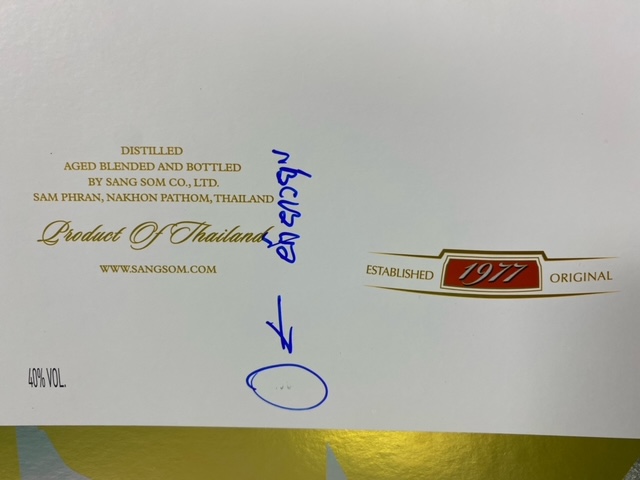 DISTILLED
AGED BLENDED AND BOTTLED
BY SANG SOM CO., LTD.
SAM PHRAN, NAKHON PATHOM, THAILAND
Product Of Thailand
WWW.SANGSOM.COM
40% VOL.
ESTABLISHED 1977 ORIGINAL